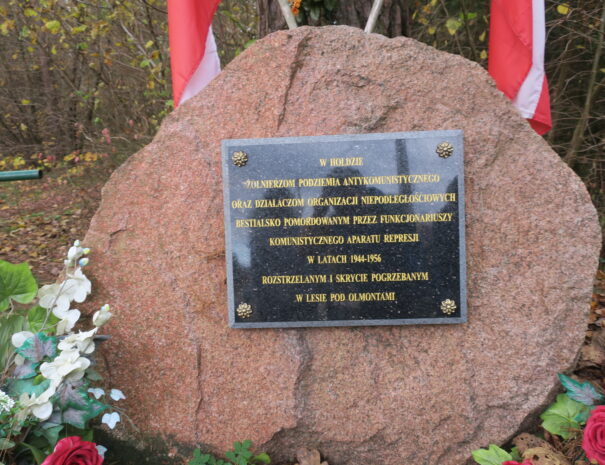 W HOŁDZIE
ŻOŁNIERZOM PODZIEMIA ANTYKOMUNISTYCZNEGO
ORAZ DZIAŁACZOM ORGANIZACJI NIEPODLEGŁOŚCIOWYCH
BESTIALSKO POMORDOWANYM PRZEZ FUNKCJONARIUSZY
KOMUNISTYCZNEGO APARATU REPRESJI
W LATACH 1944-1956
ROZSTRZELANYM I SKRYCIE POGRZEBANYM
W LESIE POD OLMONTAMI